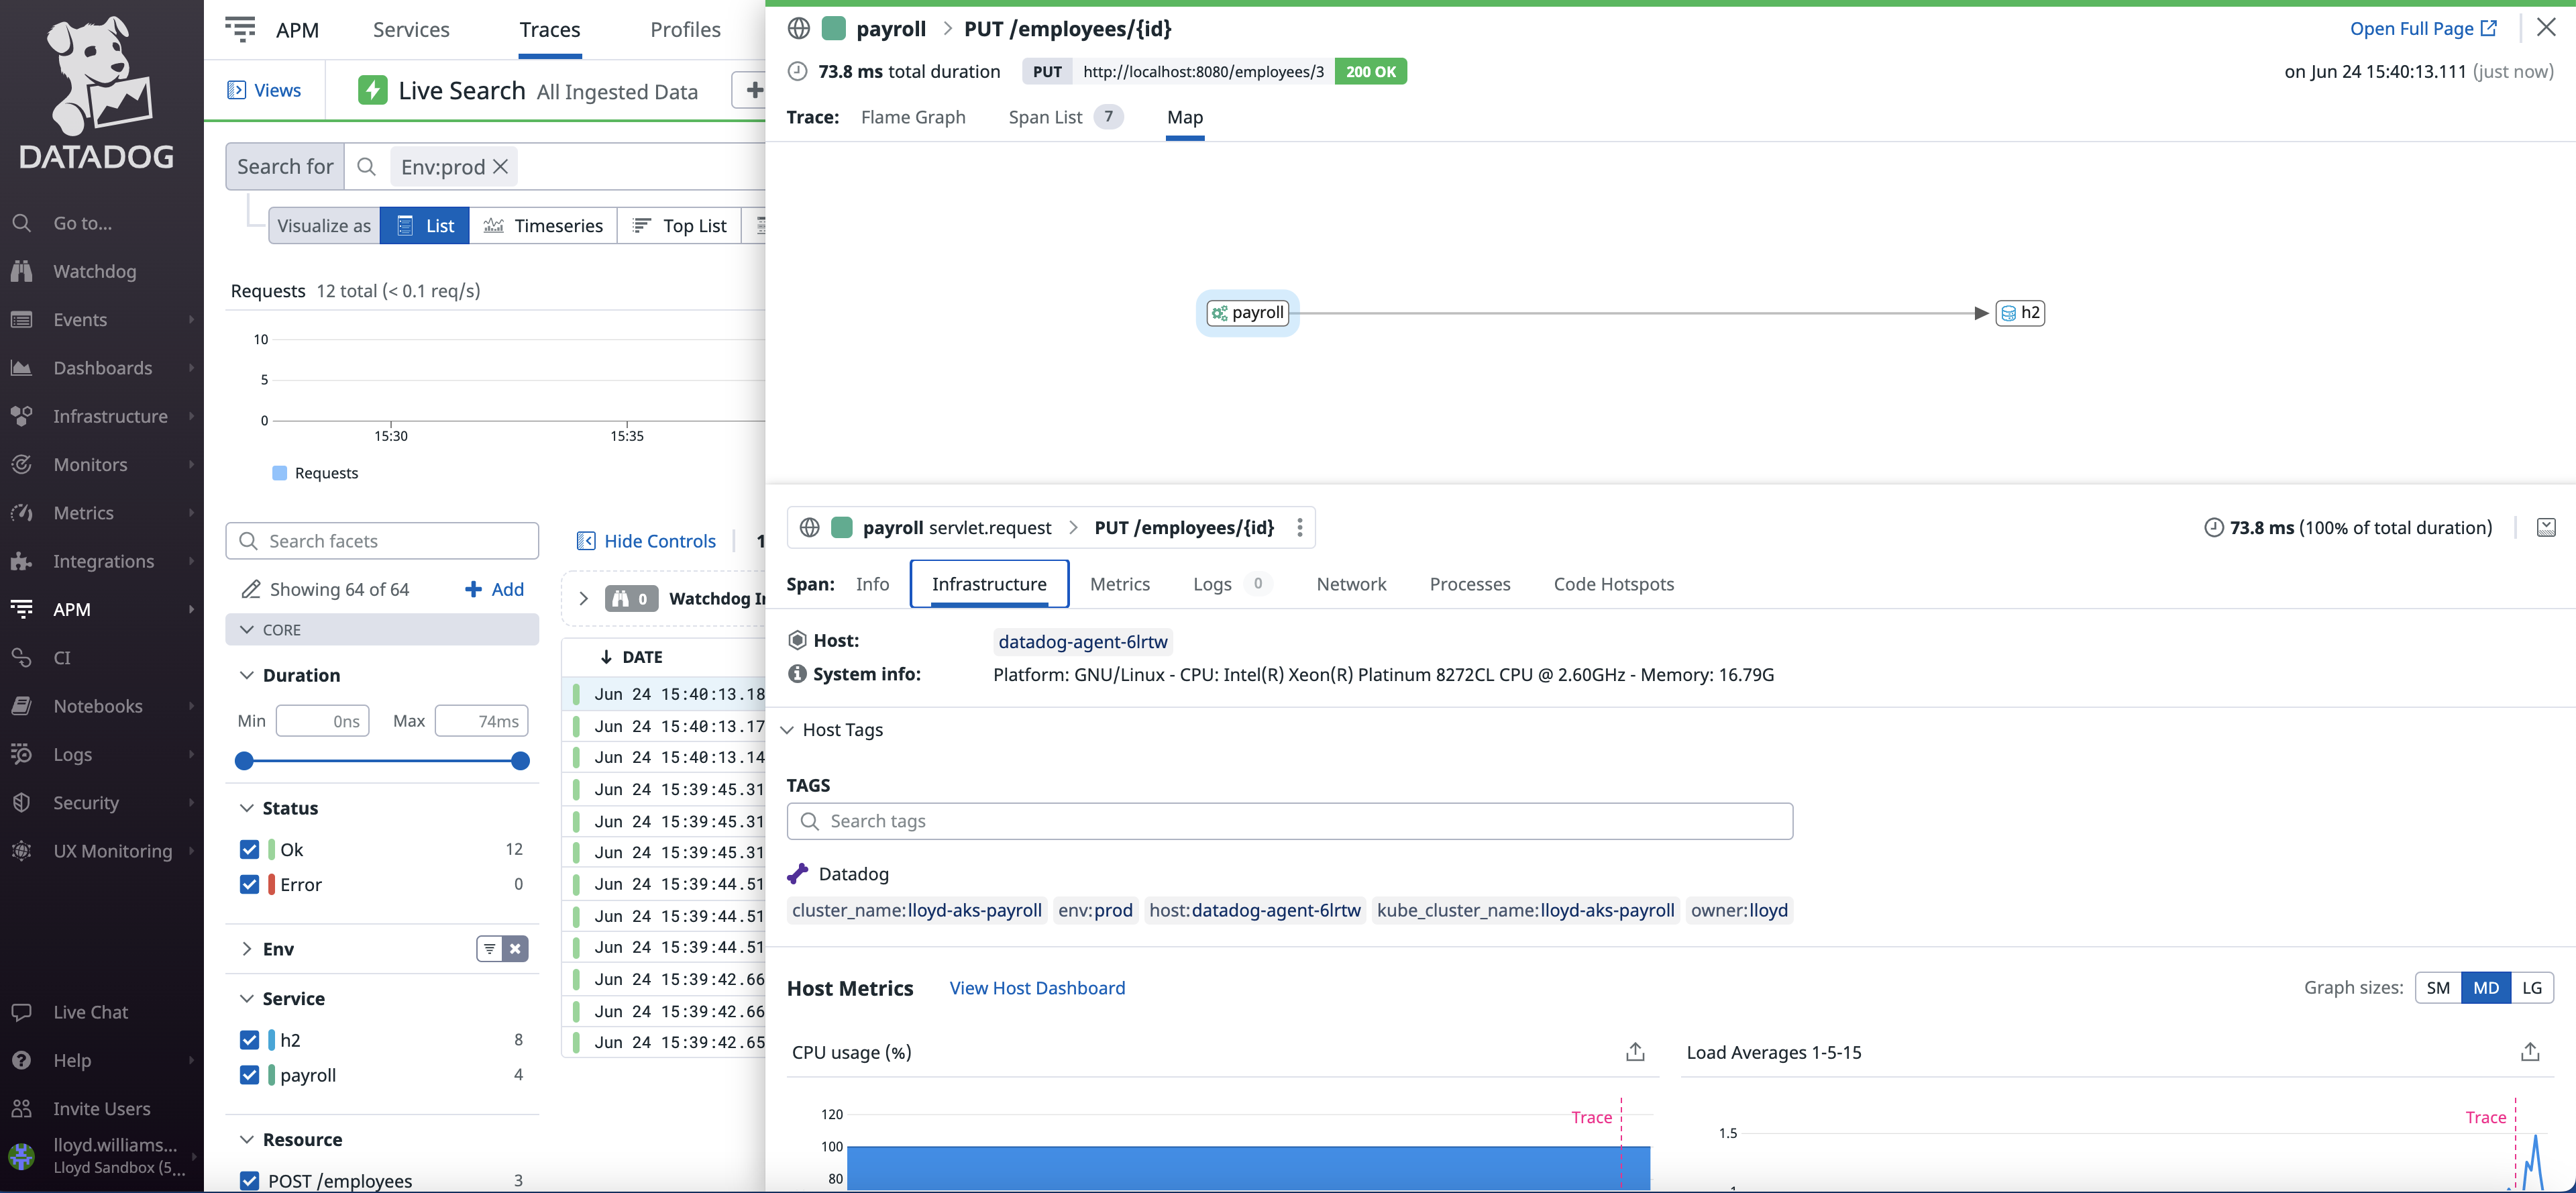 DATADOG
Go to...
Watchdog
Events
Dashboards
Infrastructure
Monitors
Metrics
Integrations
APM
CI
Notebooks
Logs
Security
UX Monitoring
Live Chat
Help
Invite Users
lloyd.williams...
Lloyd Sandbox (5...
APM Services Traces Profiles
Views
Live Search All Ingested Data
Search for Env:prod
Visualize as List Timeseries Top List
Requests 12 total (< 0.1 req/s)
10
5
0
15:30 15:35
Requests
Search facets
Showing 64 of 64 Add
CORE
Duration
Min 0ns Max 74ms
Status
Ok 12
Error 0
Env
Service
h2 8
payroll 4
Resource
POST /employees 3
Hide Controls 1
0 Watchdog I
DATE
Jun 24 15:40:13.18
Jun 24 15:40:13.17
Jun 24 15:40:13.14
Jun 24 15:39:45.31
Jun 24 15:39:45.31
Jun 24 15:39:45.31
Jun 24 15:39:44.51
Jun 24 15:39:44.51
Jun 24 15:39:44.51
Jun 24 15:39:42.66
Jun 24 15:39:42.66
Jun 24 15:39:42.65
payroll PUT /employees/{id} Open Full Page
73.8 ms total duration PUT http://localhost:8080/employees/3 200 OK on Jun 24 15:40:13.111 (just now)
Trace: Flame Graph Span List 7 Map
payroll h2
payroll servlet.request PUT /employees/{id} 73.8 ms (100% of total duration)
Span: Info Infrastructure Metrics Logs 0 Network Processes Code Hotspots
Host: datadog-agent-6lrtw
System info: Platform: GNU/Linux - CPU: Intel(R) Xeon(R) Platinum 8272CL CPU @ 2.60GHz - Memory: 16.79G
Host Tags
TAGS
Search tags
Datadog
cluster_name:lloyd-aks-payroll env:prod host:datadog-agent-6lrtw kube_cluster_name:lloyd-aks-payroll owner:lloyd
Host Metrics View Host Dashboard Graph sizes: SM MD LG
CPU usage (%)
120
100
80
Trace
Load Averages 1-5-15
1.5
Trace